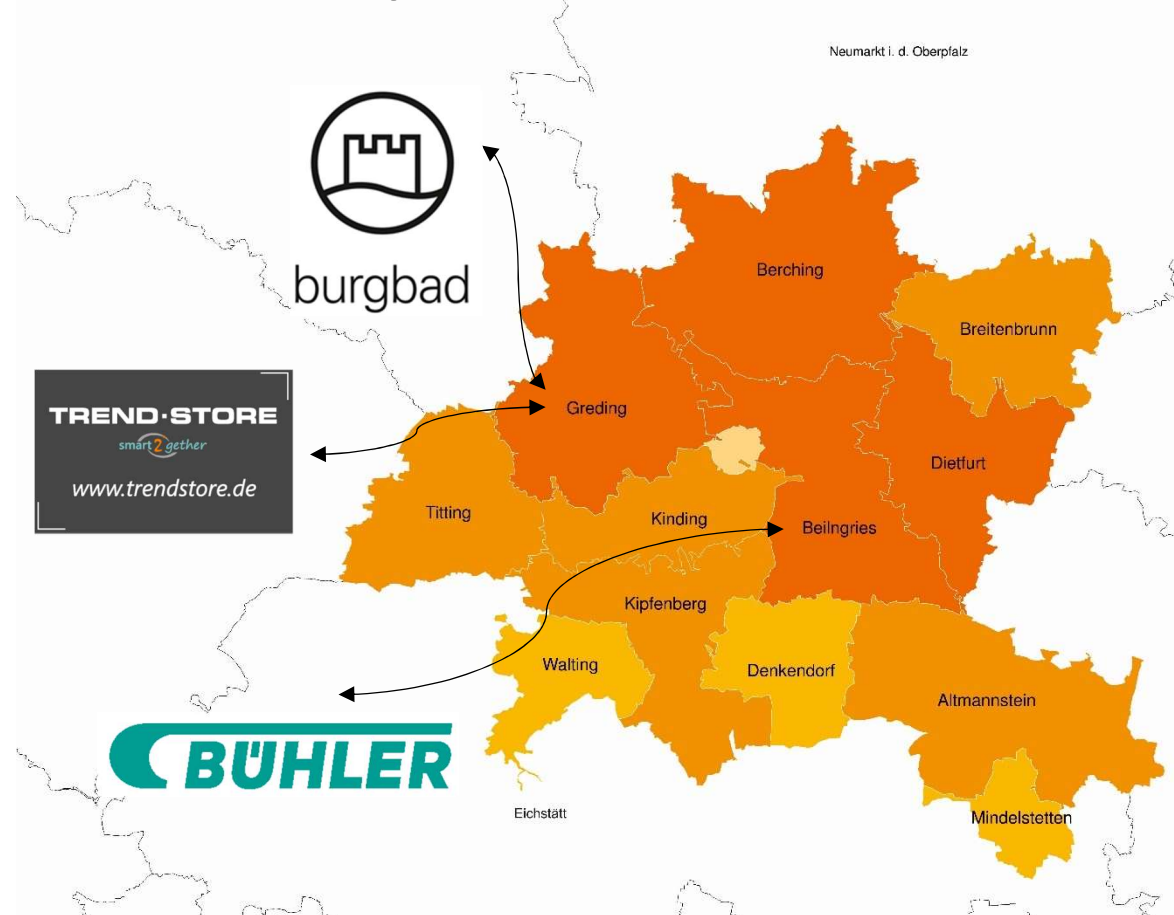 Neumarkt i. d. Oberpfalz
burgbad
Berching
Breitenbrunn
TREND·STORE
smart2gether
www.trendstore.de
Greding
Dietfurt
Titting
Kinding
Beilngries
Kipfenberg
Walting
Denkendorf
Altmannstein
BÜHLER
Eichstätt
Mindelstetten